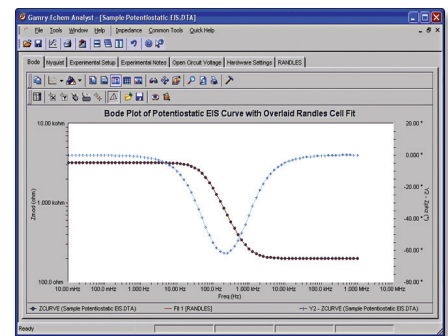 Gamry Echem Analyst - [Sample Potentiostatic EIS.DTA]
File Tools Window Help Impedance Common Tools Quick Help
Bode Nyquist Experimental Setup Experimental Notes Open Circuit Voltage Hardware Settings RANDLES
Bode Plot of Potentiostatic EIS Curve with Overlaid Randles Cell Fit
10.00 kohm
1.000 kohm
100.0 ohm
Zmod (ohm)
20.00 °
0.000 °
-20.00 °
-40.00 °
-60.00 °
-80.00 °
Y2 - Zphz (°)
10.00 mHz 100.0 mHz 1.000 Hz 10.00 Hz 100.0 Hz 1.000 kHz 10.00 kHz 100.0 kHz 1.000 MHz 10.00 MHz
Freq (Hz)
ZCURVE (Sample Potentiostatic EIS.DTA) Fit 1 [RANDLES] Y2 - ZCURVE (Sample Potentiostatic EIS.DTA)
Ready